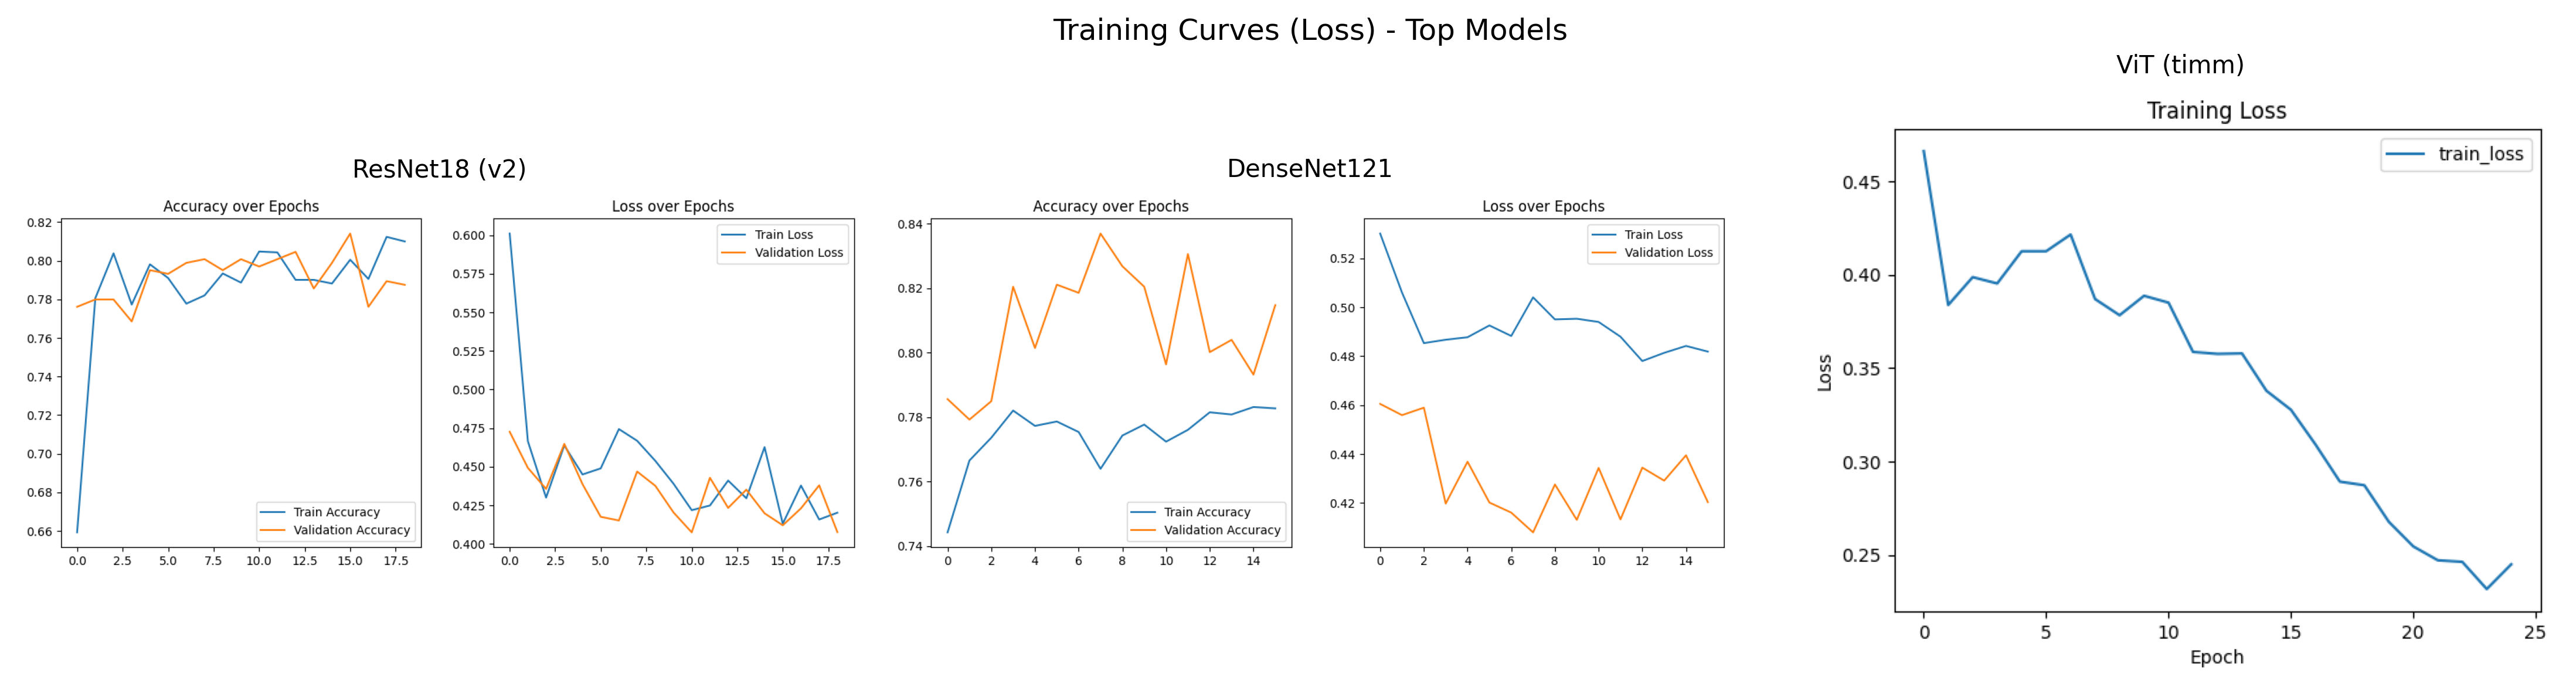 Training Curves (Loss) - Top Models
ResNet18 (v2)
Accuracy over Epochs
0.82
0.80
0.78
0.76
0.74
0.72
0.70
0.68
0.66
Train Accuracy
Validation Accuracy
0.0 2.5 5.0 7.5 10.0 12.5 15.0 17.5
Loss over Epochs
0.600
0.575
0.550
0.525
0.500
0.475
0.450
0.425
0.400
Train Loss
Validation Loss
0.0 2.5 5.0 7.5 10.0 12.5 15.0 17.5
DenseNet121
Accuracy over Epochs
0.84
0.82
0.80
0.78
0.76
0.74
Train Accuracy
Validation Accuracy
0 2 4 6 8 10 12 14
Loss over Epochs
0.52
0.50
0.48
0.46
0.44
0.42
Train Loss
Validation Loss
0 2 4 6 8 10 12 14
ViT (timm)
Training Loss
train_loss
Loss
0.45
0.40
0.35
0.30
0.25
0 5 10 15 20 25
Epoch